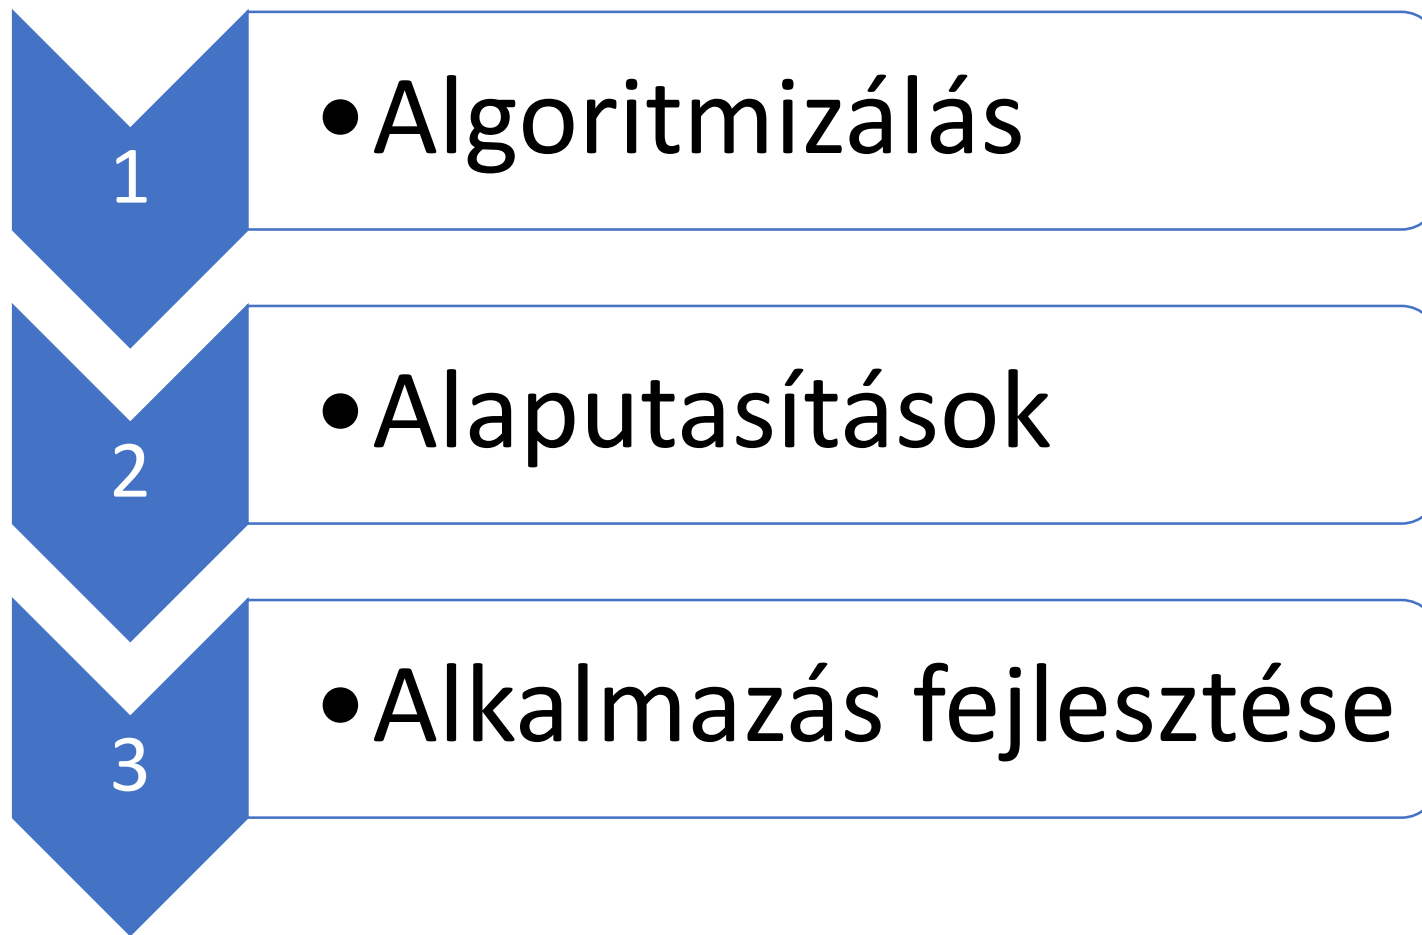 1
•Algoritmizálás
2
•Alaputasítások
3
•Alkalmazás fejlesztése